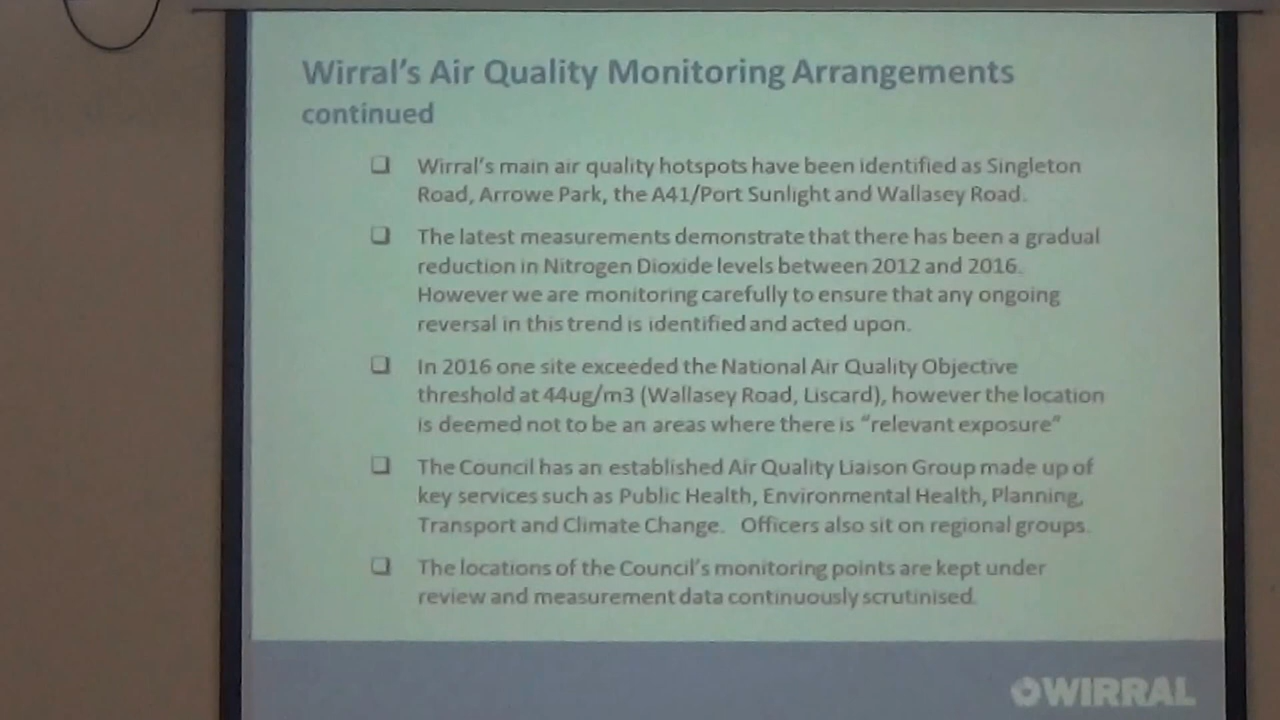 Wirral's Air Quality Monitoring Arrangements
continued
❑ Wirral's main air quality hotspots have been identified as Singleton
Road, Arrowe Park, the A41/Port Sunlight and Wallasey Road.
❑ The latest measurements demonstrate that there has been a gradual
reduction in Nitrogen Dioxide levels between 2012 and 2016.
However we are monitoring carefully to ensure that any ongoing
reversal in this trend is identified and acted upon.
❑ In 2016 one site exceeded the National Air Quality Objective
threshold at 44ug/m3 (Wallasey Road, Liscard), however the location
is deemed not to be an areas where there is "relevant exposure"
❑ The Council has an established Air Quality Liaison Group made up of
key services such as Public Health, Environmental Health, Planning,
Transport and Climate Change. Officers also sit on regional groups.
❑ The locations of the Council's monitoring points are kept under
review and measurement data continuously scrutinised.
WIRRAL